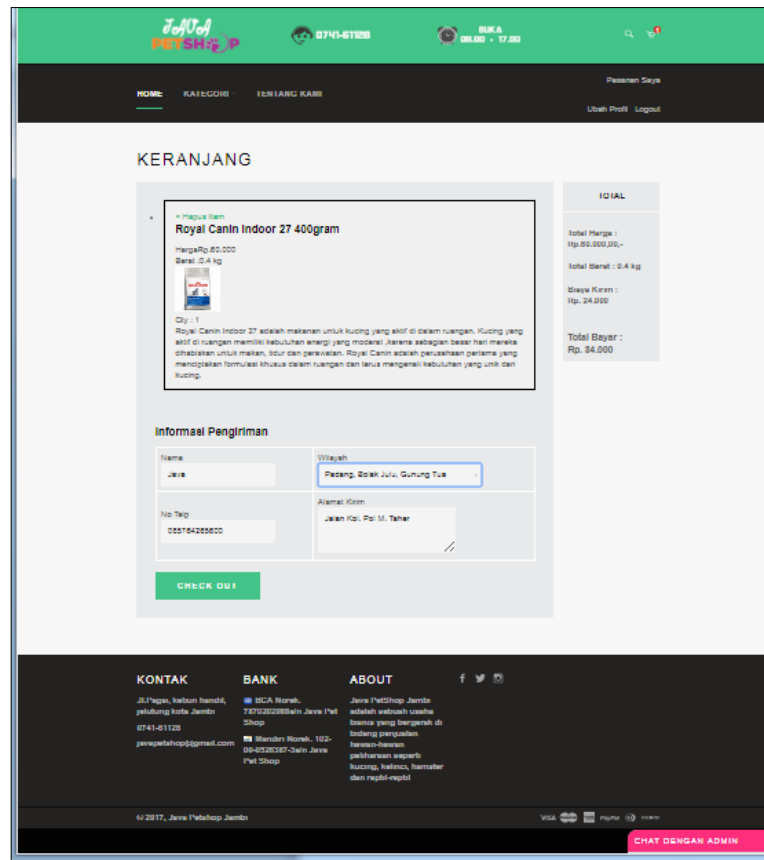 JAVA
PETSHOP
0741-61128
BUKA
08.00 - 17.00
Pesanan Saya
HOME KATEGORI TENTANG KAMI
Ubah Profil Logout
KERANJANG
TOTAL
× Hapus Item
Royal Canin Indoor 27 400gram
HargaRp.60.000
Berat :0.4 kg
Total Harga :
Rp.60.000,00,-
Total Berat : 0.4 kg
Biaya Kirim :
Rp. 24.000
Total Bayar :
Rp. 84.000
Qty : 1
Royal Canin Indoor 27 adalah makanan untuk kucing yang aktif di dalam ruangan. Kucing yang
aktif di ruangan memiliki kebutuhan energi yang moderat ,karena sebagian besar hari mereka
dihabiskan untuk makan, tidur dan perawatan. Royal Canin adalah perusahaan pertama yang
menciptakan formulasi khusus dalam ruangan dan terus mengenali kebutuhan yang unik dari
kucing.
Informasi Pengiriman
Nama
Java
Wilayah
Padang, Bolak Julu, Gunung Tua
No Telp
085764285600
Alamat Kirim
Jalan Kol. Pol M. Taher
CHECK OUT
KONTAK
Jl.Pagai, kebun handil,
jelutung kota Jambi
0741-61128
javapetshop@gmail.com
BANK
BCA Norek.
Java Pet
Shop
Mandiri Norek. 102-
Java
Pet Shop
ABOUT
Java PetShop Jambi
adalah sebuah usaha
bisnis yang bergerak di
bidang penjualan
hewan-hewan
peliharaan seperti
kucing, kelinci, hamster
dan reptil-reptil
© 2017, Java Petshop Jambi
VISA PayPal
CHAT DENGAN ADMIN